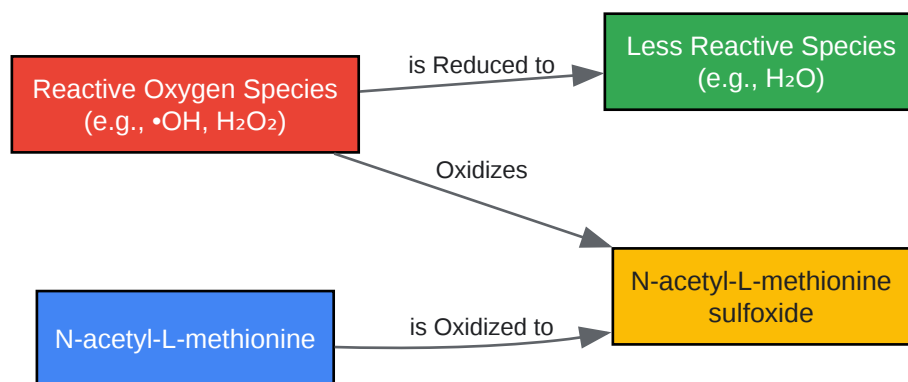 Reactive Oxygen Species
(e.g., •OH, H₂O₂)
is Reduced to
Less Reactive Species
(e.g., H₂O)
Oxidizes
N-acetyl-L-methionine
is Oxidized to
N-acetyl-L-methionine
sulfoxide